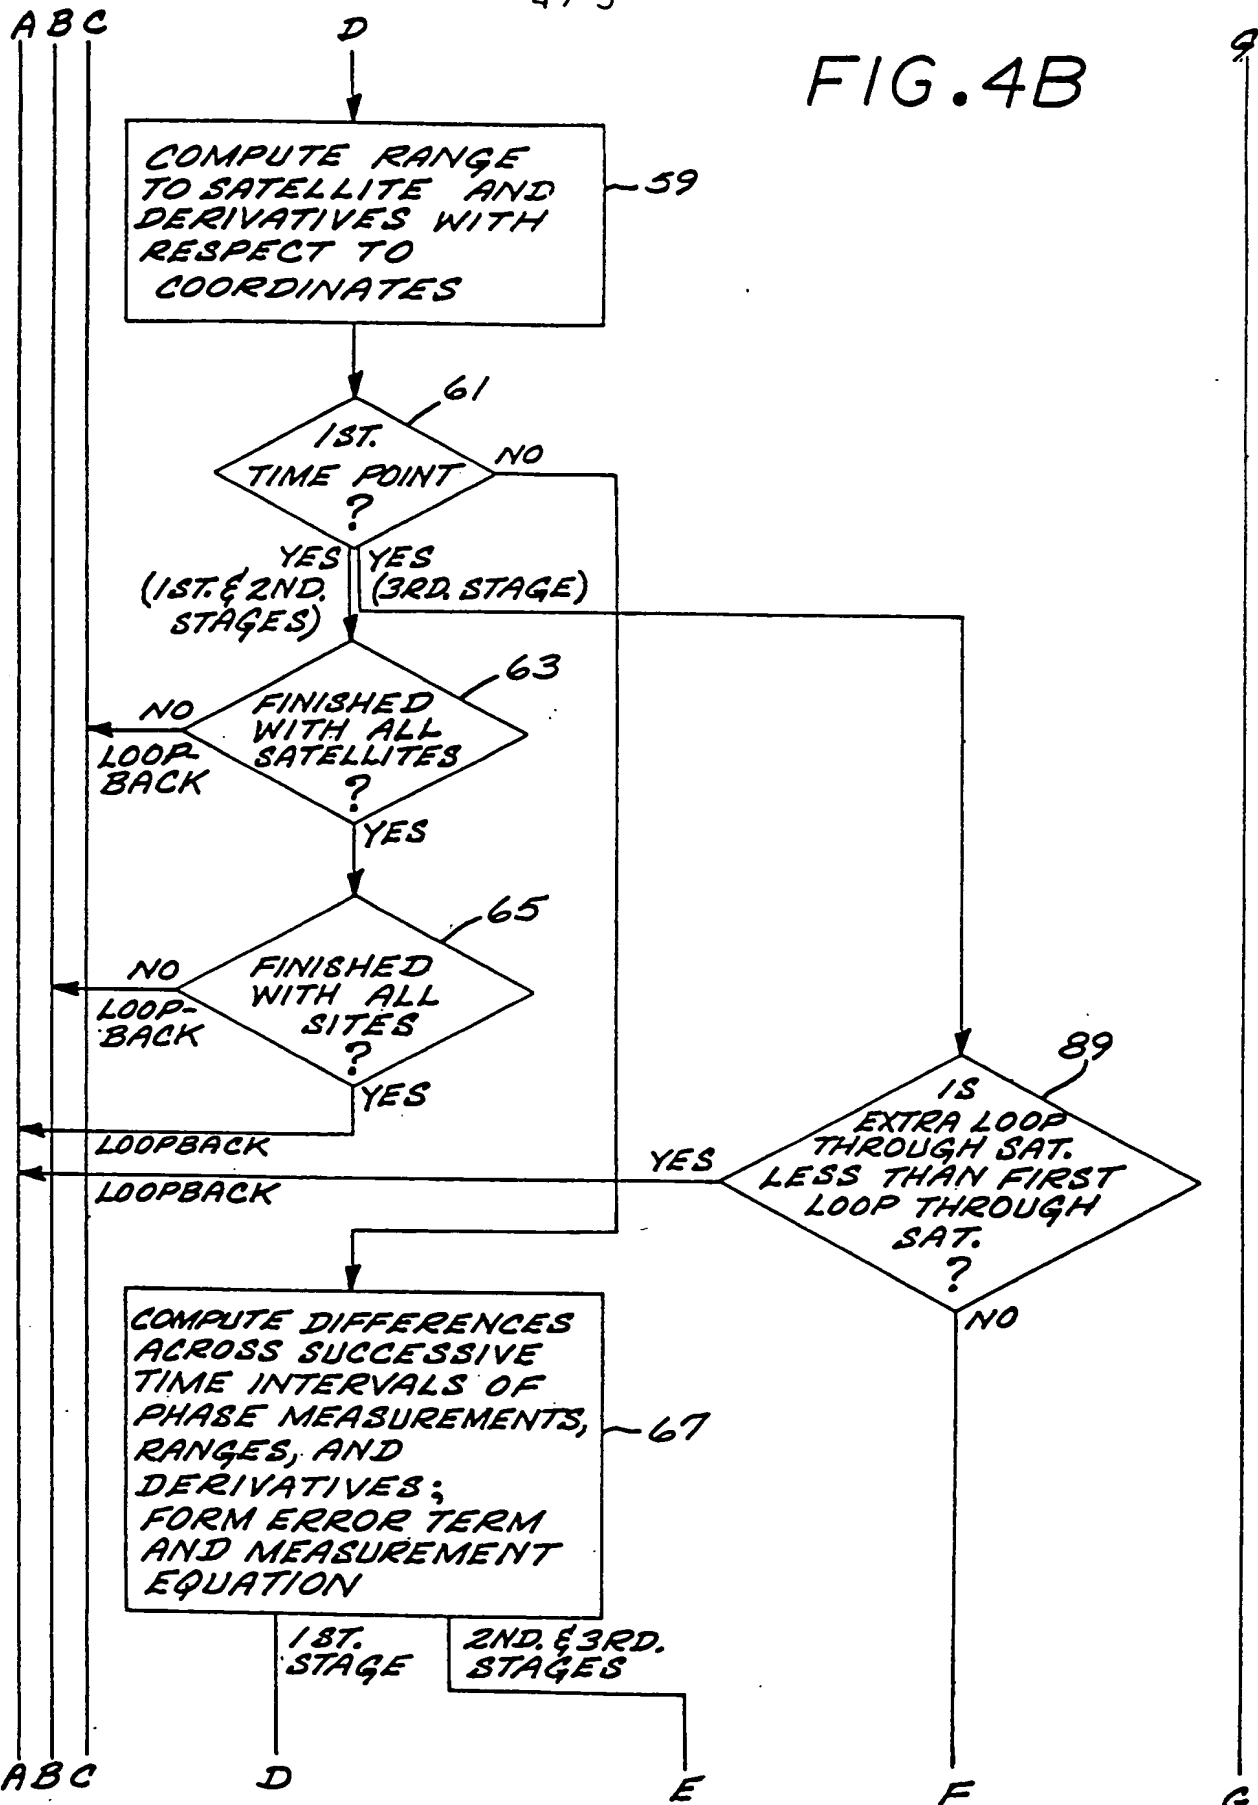 A B C
D
G
FIG. 4B
COMPUTE RANGE
TO SATELLITE AND
DERIVATIVES WITH
RESPECT TO
COORDINATES
59
61
1ST.
TIME POINT
?
NO
YES
(1ST. & 2ND.
STAGES)
YES
(3RD. STAGE)
63
FINISHED
WITH ALL
SATELLITES
?
NO
LOOP-
BACK
YES
65
FINISHED
WITH ALL
SITES
?
NO
LOOP-
BACK
YES
LOOPBACK
LOOPBACK
YES
89
IS
EXTRA LOOP
THROUGH SAT.
LESS THAN FIRST
LOOP THROUGH
SAT.
?
NO
COMPUTE DIFFERENCES
ACROSS SUCCESSIVE
TIME INTERVALS OF
PHASE MEASUREMENTS,
RANGES, AND
DERIVATIVES;
FORM ERROR TERM
AND MEASUREMENT
EQUATION
67
1ST.
STAGE
2ND. & 3RD.
STAGES
A B C
D
E
F
G